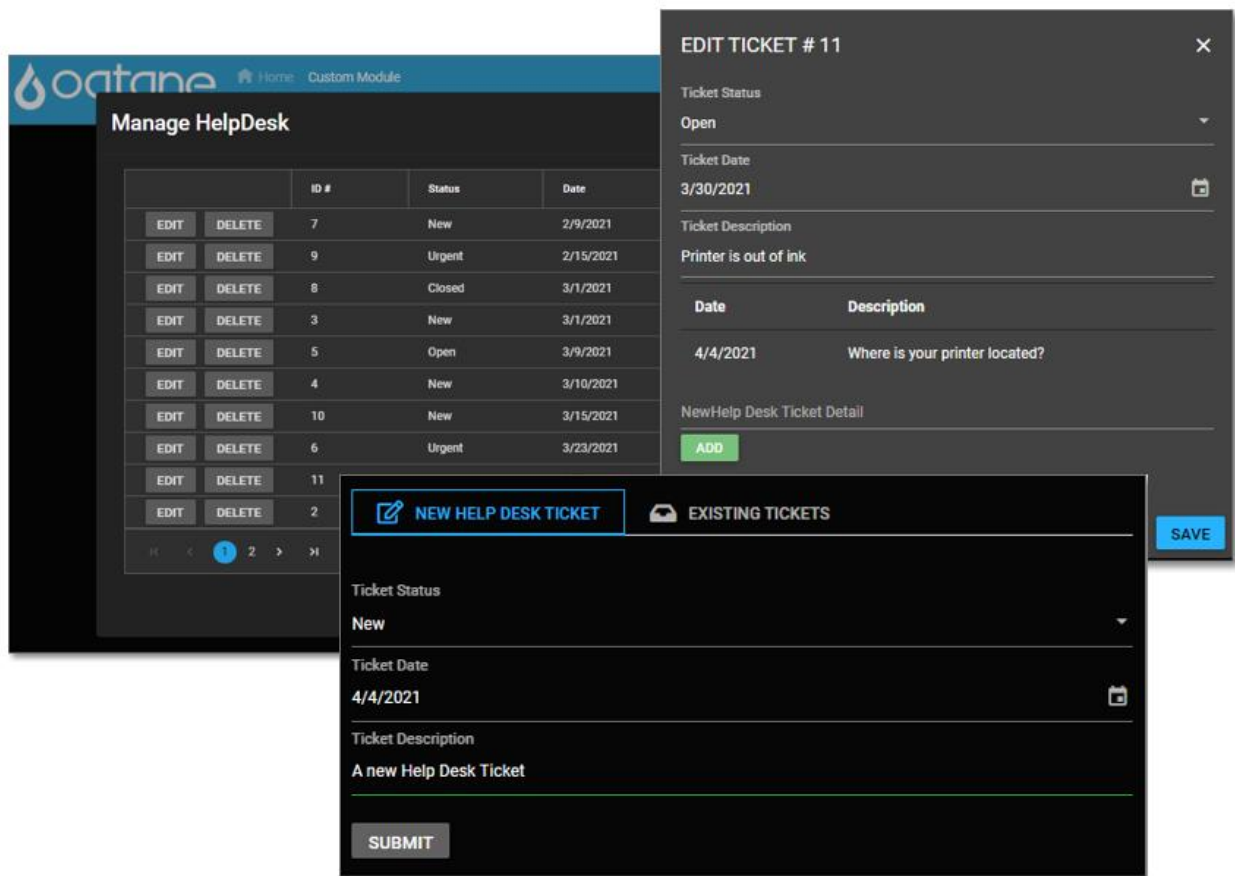 oqtane Home Custom Module
Manage HelpDesk
ID # Status Date
EDIT DELETE 7 New 2/9/2021
EDIT DELETE 9 Urgent 2/15/2021
EDIT DELETE 8 Closed 3/1/2021
EDIT DELETE 3 New 3/1/2021
EDIT DELETE 5 Open 3/9/2021
EDIT DELETE 4 New 3/10/2021
EDIT DELETE 10 New 3/15/2021
EDIT DELETE 6 Urgent 3/23/2021
EDIT DELETE 11
EDIT DELETE 2
1 2
EDIT TICKET # 11
Ticket Status
Open
Ticket Date
3/30/2021
Ticket Description
Printer is out of ink
Date Description
4/4/2021 Where is your printer located?
NewHelp Desk Ticket Detail
ADD
SAVE
NEW HELP DESK TICKET EXISTING TICKETS
Ticket Status
New
Ticket Date
4/4/2021
Ticket Description
A new Help Desk Ticket
SUBMIT